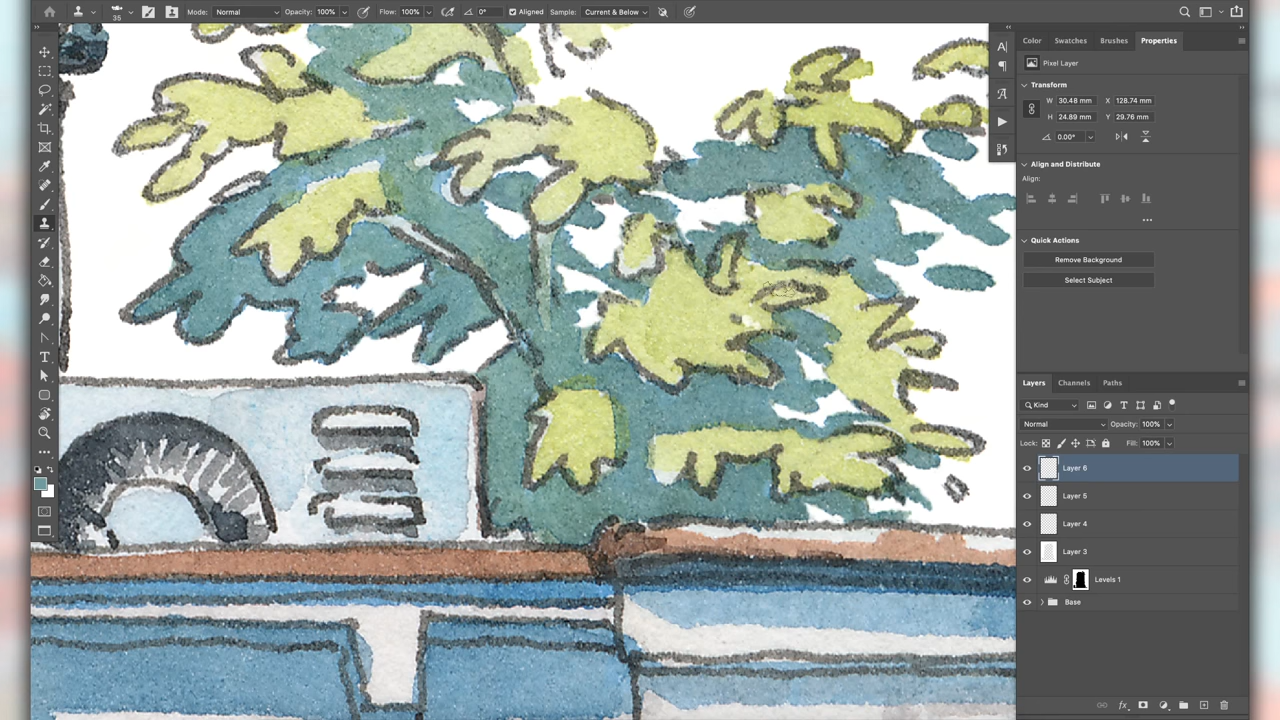 35 Mode: Normal Opacity: 100% Flow: 100% 0° Aligned Sample: Current & Below
Color Swatches Brushes Properties
Pixel Layer
Transform
W 30.48 mm X 128.74 mm
H 24.89 mm Y 29.76 mm
0.00°
Align and Distribute
Align:
Quick Actions
Remove Background
Select Subject
Layers Channels Paths
Kind
Normal Opacity: 100%
Lock: Fill: 100%
Layer 6
Layer 5
Layer 4
Layer 3
Levels 1
Base